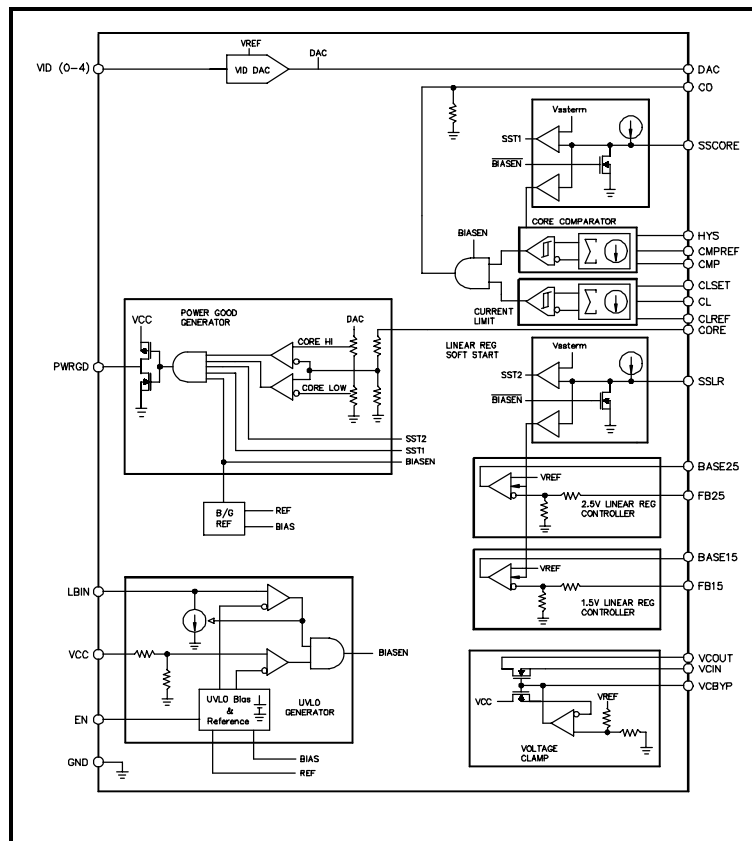 VREF
DAC
VID (0-4)
VID DAC
DAC
CO
Vasterm
SST1
SSCORE
BIASEN
CORE COMPARATOR
BIASEN
HYS
CMPREF
CMP
CLSET
CL
CLREF
CURRENT
LIMIT
CORE
POWER GOOD
GENERATOR
VCC
DAC
CORE HI
CORE LOW
PWRGD
LINEAR REG
SOFT START
Vasterm
SST2
SSLR
BIASEN
SST2
SST1
BIASEN
B/G
REF
REF
BIAS
BASE25
VREF
FB25
2.5V LINEAR REG
CONTROLLER
BASE15
VREF
FB15
1.5V LINEAR REG
CONTROLLER
LBIN
VCC
BIASEN
UVLO Bias
&
Reference
UVLO
GENERATOR
EN
GND
BIAS
REF
VCOUT
VCIN
VCBYP
VCC
VREF
VOLTAGE
CLAMP